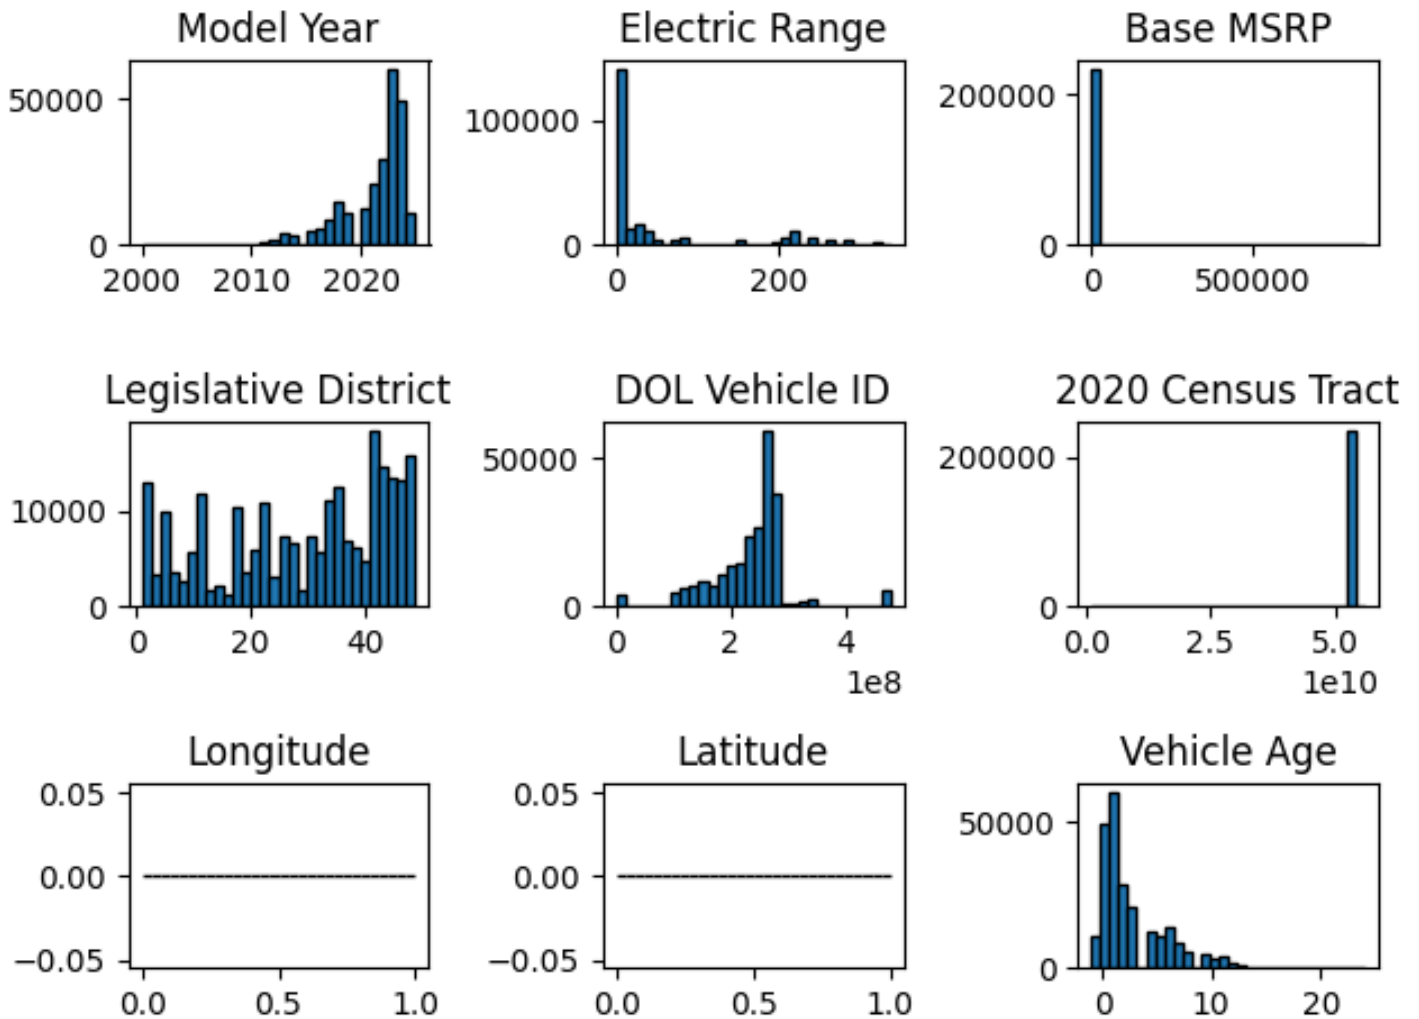 Model Year
50000
0
2000 2010 2020
Electric Range
100000
0
0 200
Base MSRP
200000
0
0 500000
Legislative District
10000
0
0 20 40
DOL Vehicle ID
50000
0
0 2 4
1e8
2020 Census Tract
200000
0
0.0 2.5 5.0
1e10
Longitude
0.05
0.00
−0.05
0.0 0.5 1.0
Latitude
0.05
0.00
−0.05
0.0 0.5 1.0
Vehicle Age
50000
0
0 10 20